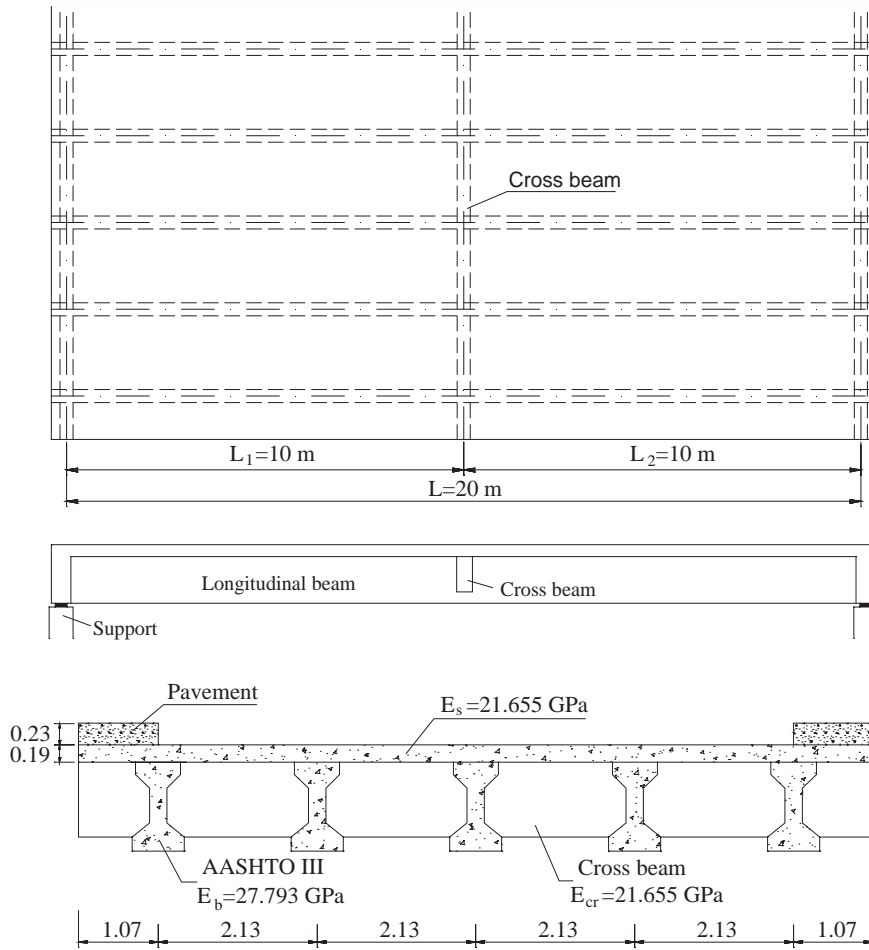 Cross beam
L1=10 m
L2=10 m
L=20 m
Longitudinal beam
Cross beam
Support
Pavement
Es=21.655 GPa
0.23
0.19
AASHTO III
Eb=27.793 GPa
Cross beam
Ecr=21.655 GPa
1.07
2.13
2.13
2.13
2.13
1.07